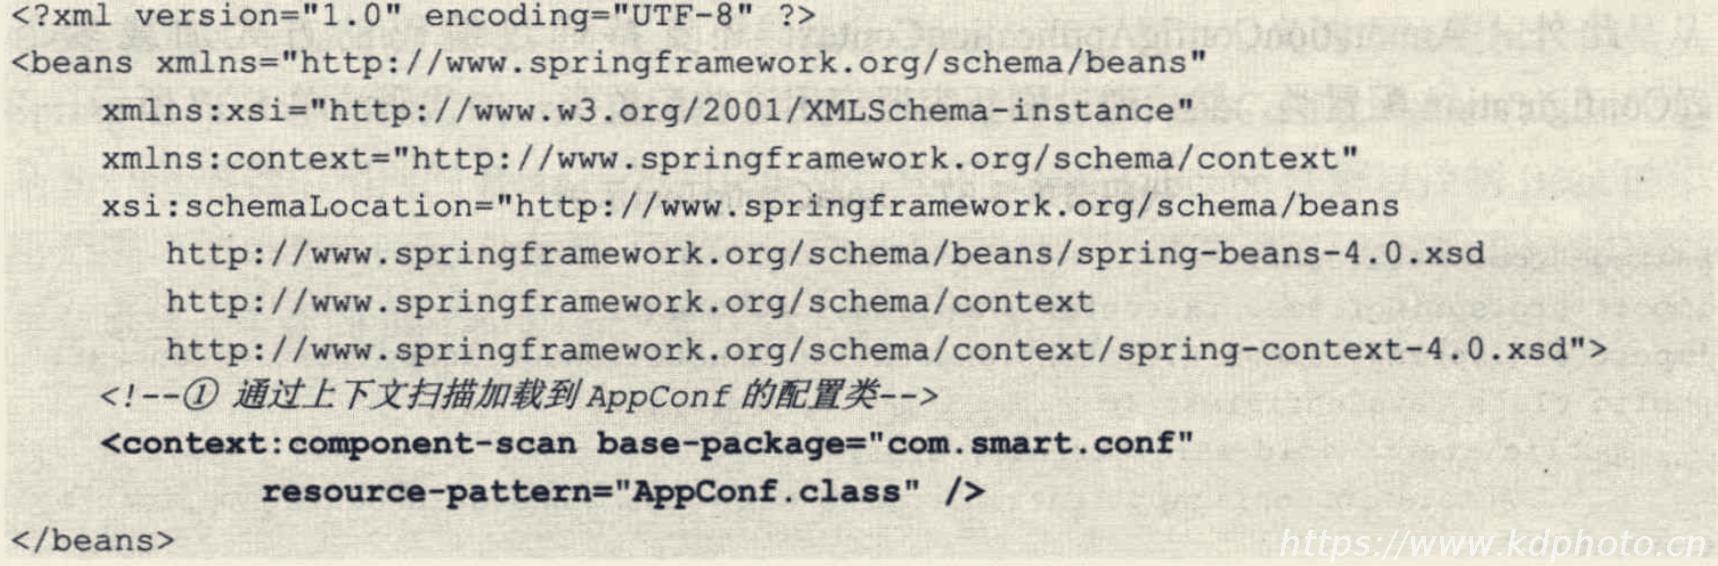 <?xml version="1.0" encoding="UTF-8" ?>
<beans xmlns="http://www.springframework.org/schema/beans"
xmlns:xsi="http://www.w3.org/2001/XMLSchema-instance"
xmlns:context="http://www.springframework.org/schema/context"
xsi:schemaLocation="http://www.springframework.org/schema/beans
http://www.springframework.org/schema/beans/spring-beans-4.0.xsd
http://www.springframework.org/schema/context
http://www.springframework.org/schema/context/spring-context-4.0.xsd">
<!--① 通过上下文扫描加载到 AppConf 的配置类-->
<context:component-scan base-package="com.smart.conf"
resource-pattern="AppConf.class" />
</beans>
https://www.kdphoto.cn